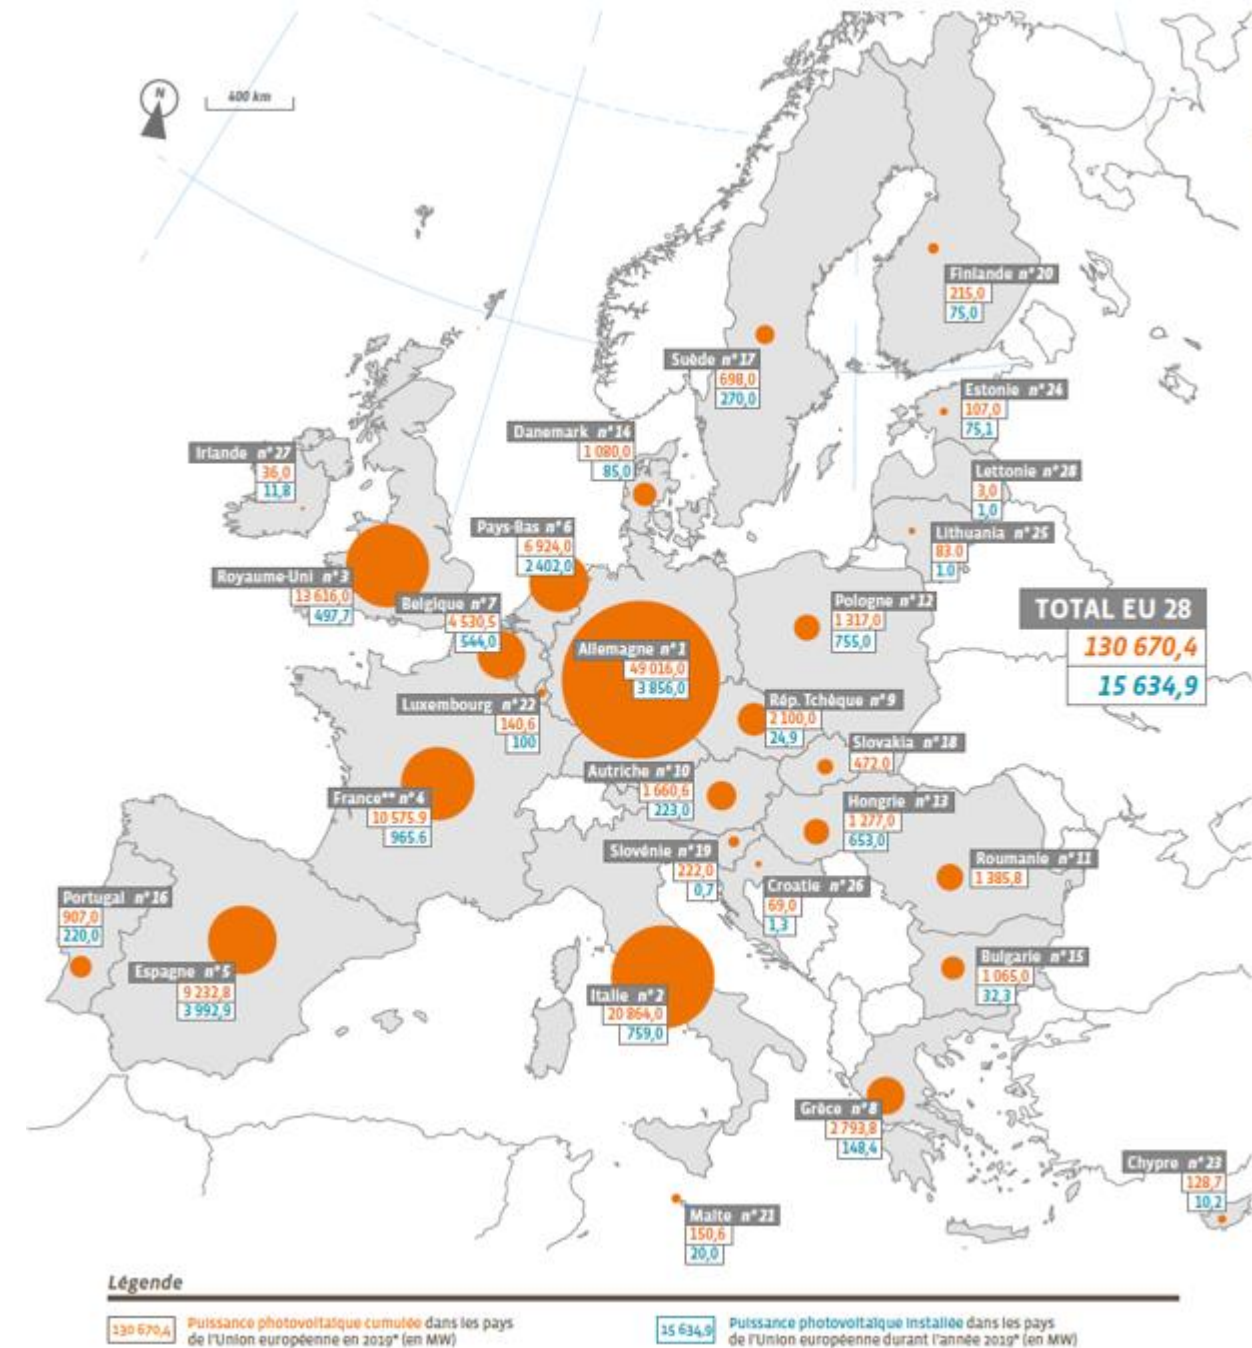 N
400 km
Finlande n°20
215,0
75,0
Suède n°17
698,0
270,0
Estonie n°24
107,0
75,1
Danemark n°14
1 080,0
85,0
Irlande n°27
36,0
11,8
Lettonie n°28
3,0
1,0
Pays-Bas n°6
6 924,0
2 402,0
Lithuania n°25
83.0
1.0
Royaume-Uni n°3
13 616,0
497,7
Belgique n°7
4 530,5
544,0
Pologne n°12
1 317,0
755,0
TOTAL EU 28
130 670,4
15 634,9
Allemagne n°1
49 016,0
3 856,0
Luxembourg n°22
140,6
100
Rép. Tchèque n°9
2 100,0
24,9
Slovakia n°18
472,0
Autriche n°10
1 660,6
223,0
France** n°4
10 575.9
965.6
Hongrie n°13
1 277,0
653,0
Slovénie n°19
222,0
0,7
Roumanie n°11
1 385,8
Croatie n°26
69,0
1,3
Portugal n°16
907,0
220,0
Espagne n°5
9 232,8
3 992,9
Italie n°2
20 864,0
759,0
Bulgarie n°15
1 065,0
32,3
Grèce n°8
2 793,8
148,4
Chypre n°23
128,7
10,2
Malte n°21
150,6
20,0
Légende
130 670,4
Puissance photovoltaïque cumulée dans les pays
de l'Union européenne en 2019* (en MW)
15 634,9
Puissance photovoltaïque installée dans les pays
de l'Union européenne durant l'année 2019* (en MW)